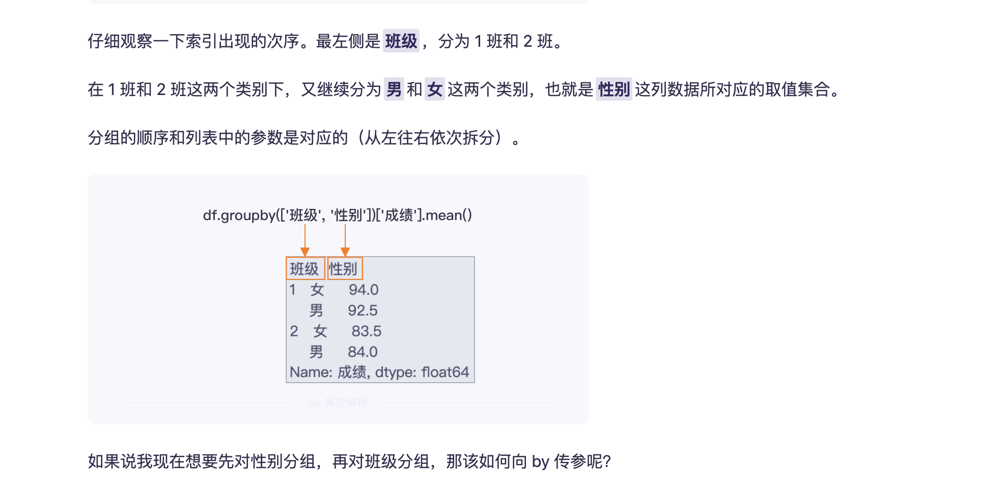 仔细观察一下索引出现的次序。最左侧是 班级 ，分为 1 班和 2 班。
在 1 班和 2 班这两个类别下，又继续分为 男 和 女 这两个类别，也就是 性别 这列数据所对应的取值集合。
分组的顺序和列表中的参数是对应的（从左往右依次拆分）。
df.groupby(['班级', '性别'])['成绩'].mean()
班级 性别
1 女 94.0
男 92.5
2 女 83.5
男 84.0
Name: 成绩, dtype: float64
by 风变编程
如果说我现在想要先对性别分组，再对班级分组，那该如何向 by 传参呢？